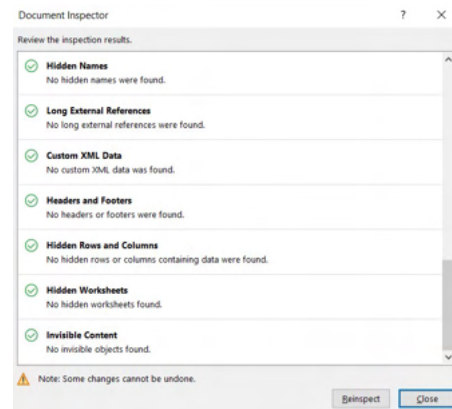 Document Inspector
Review the inspection results.
Hidden Names
No hidden names were found.
Long External References
No long external references were found.
Custom XML Data
No custom XML data was found.
Headers and Footers
No headers or footers were found.
Hidden Rows and Columns
No hidden rows or columns containing data were found.
Hidden Worksheets
No hidden worksheets found.
Invisible Content
No invisible objects found.
Note: Some changes cannot be undone.
Reinspect Close